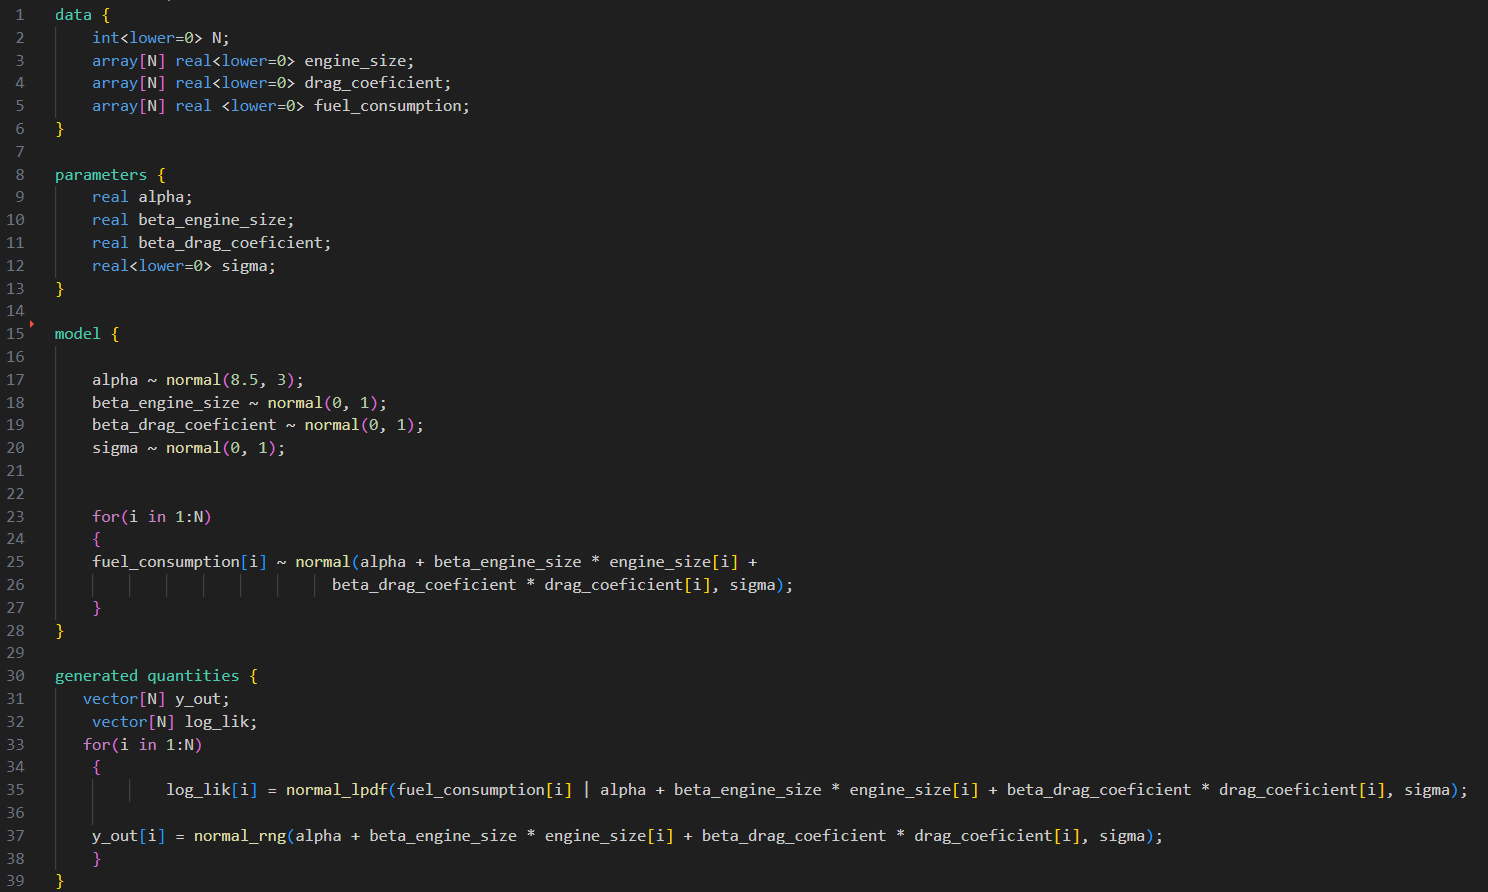 1 data {
2 int<lower=0> N;
3 array[N] real<lower=0> engine_size;
4 array[N] real<lower=0> drag_coeficient;
5 array[N] real <lower=0> fuel_consumption;
6 }
7
8 parameters {
9 real alpha;
10 real beta_engine_size;
11 real beta_drag_coeficient;
12 real<lower=0> sigma;
13 }
14
15 model {
16
17 alpha ~ normal(8.5, 3);
18 beta_engine_size ~ normal(0, 1);
19 beta_drag_coeficient ~ normal(0, 1);
20 sigma ~ normal(0, 1);
21
22
23 for(i in 1:N)
24 {
25 fuel_consumption[i] ~ normal(alpha + beta_engine_size * engine_size[i] +
26 beta_drag_coeficient * drag_coeficient[i], sigma);
27 }
28 }
29
30 generated quantities {
31 vector[N] y_out;
32 vector[N] log_lik;
33 for(i in 1:N)
34 {
35 log_lik[i] = normal_lpdf(fuel_consumption[i] | alpha + beta_engine_size * engine_size[i] + beta_drag_coeficient * drag_coeficient[i], sigma);
36
37 y_out[i] = normal_rng(alpha + beta_engine_size * engine_size[i] + beta_drag_coeficient * drag_coeficient[i], sigma);
38 }
39 }